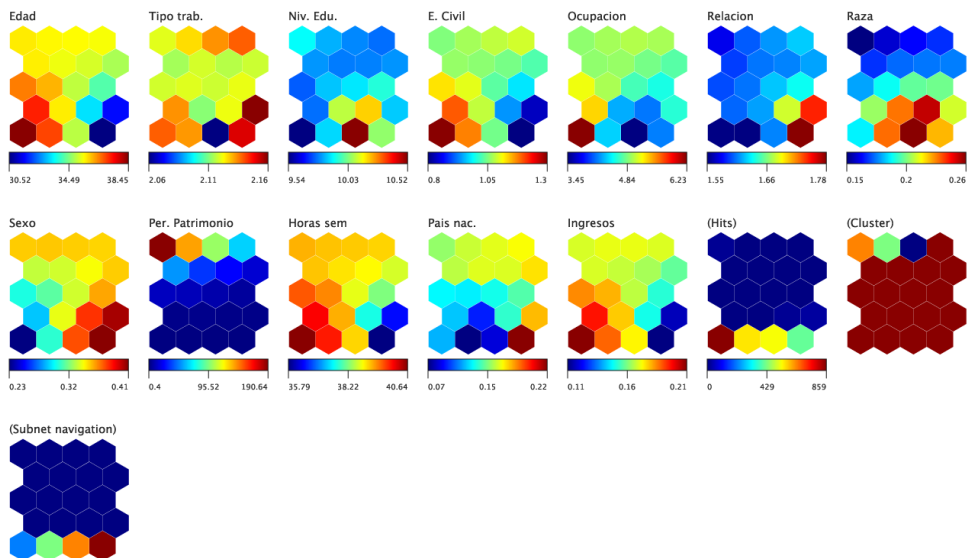 Edad Tipo trab. Niv. Edu. E. Civil Ocupacion Relacion Raza
30.52 34.49 38.45 2.06 2.11 2.16 9.54 10.03 10.52 0.8 1.05 1.3 3.45 4.84 6.23 1.55 1.66 1.78 0.15 0.2 0.26
Sexo Per. Patrimonio Horas sem Pais nac. Ingresos (Hits) (Cluster)
0.23 0.32 0.41 0.4 95.52 190.64 35.79 38.22 40.64 0.07 0.15 0.22 0.11 0.16 0.21 0 429 859
(Subnet navigation)